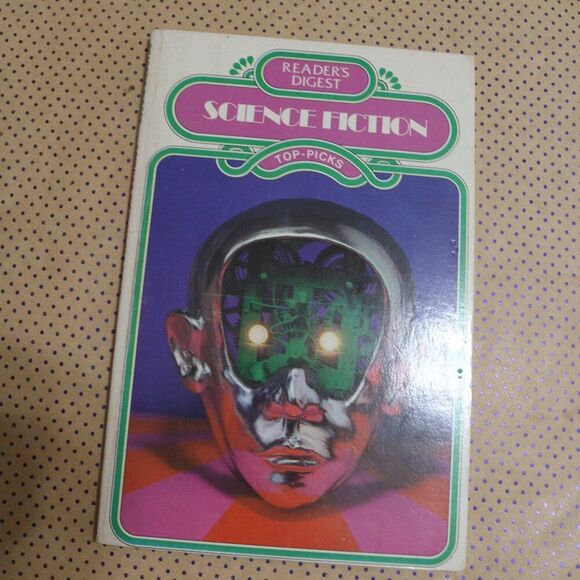 READER'S
DIGEST
SCIENCE FICTION
TOP-PICKS